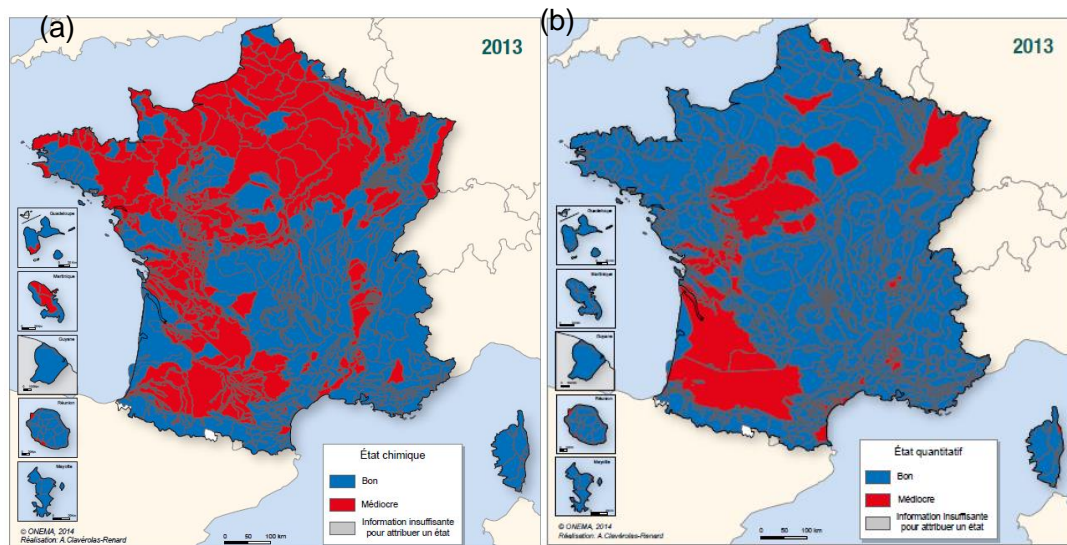 (a)
2013
Guadeloupe
Martinique
Guyane
Réunion
Mayotte
© ONEMA, 2014
Réalisation: A.Clavérolas-Renard
0 50 100 km
État chimique
Bon
Médiocre
Information insuffisante
pour attribuer un état
(b)
2013
Guadeloupe
Martinique
Guyane
Réunion
Mayotte
© ONEMA, 2014
Réalisation: A.Clavérolas-Renard
0 50 100 km
État quantitatif
Bon
Médiocre
Information Insuffisante
pour attribuer un état